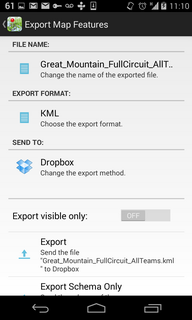 61
11:10
Export Map Features
FILE NAME:
Great_Mountain_FullCircuit_AllT..
Change the name of the exported file.
EXPORT FORMAT:
KML
Choose the export format.
SEND TO:
Dropbox
Change the export method.
Export visible only:
OFF
Export
Send the file
"Great_Mountain_FullCircuit_AllTeams.kml
" to Dropbox
Export Schema Only